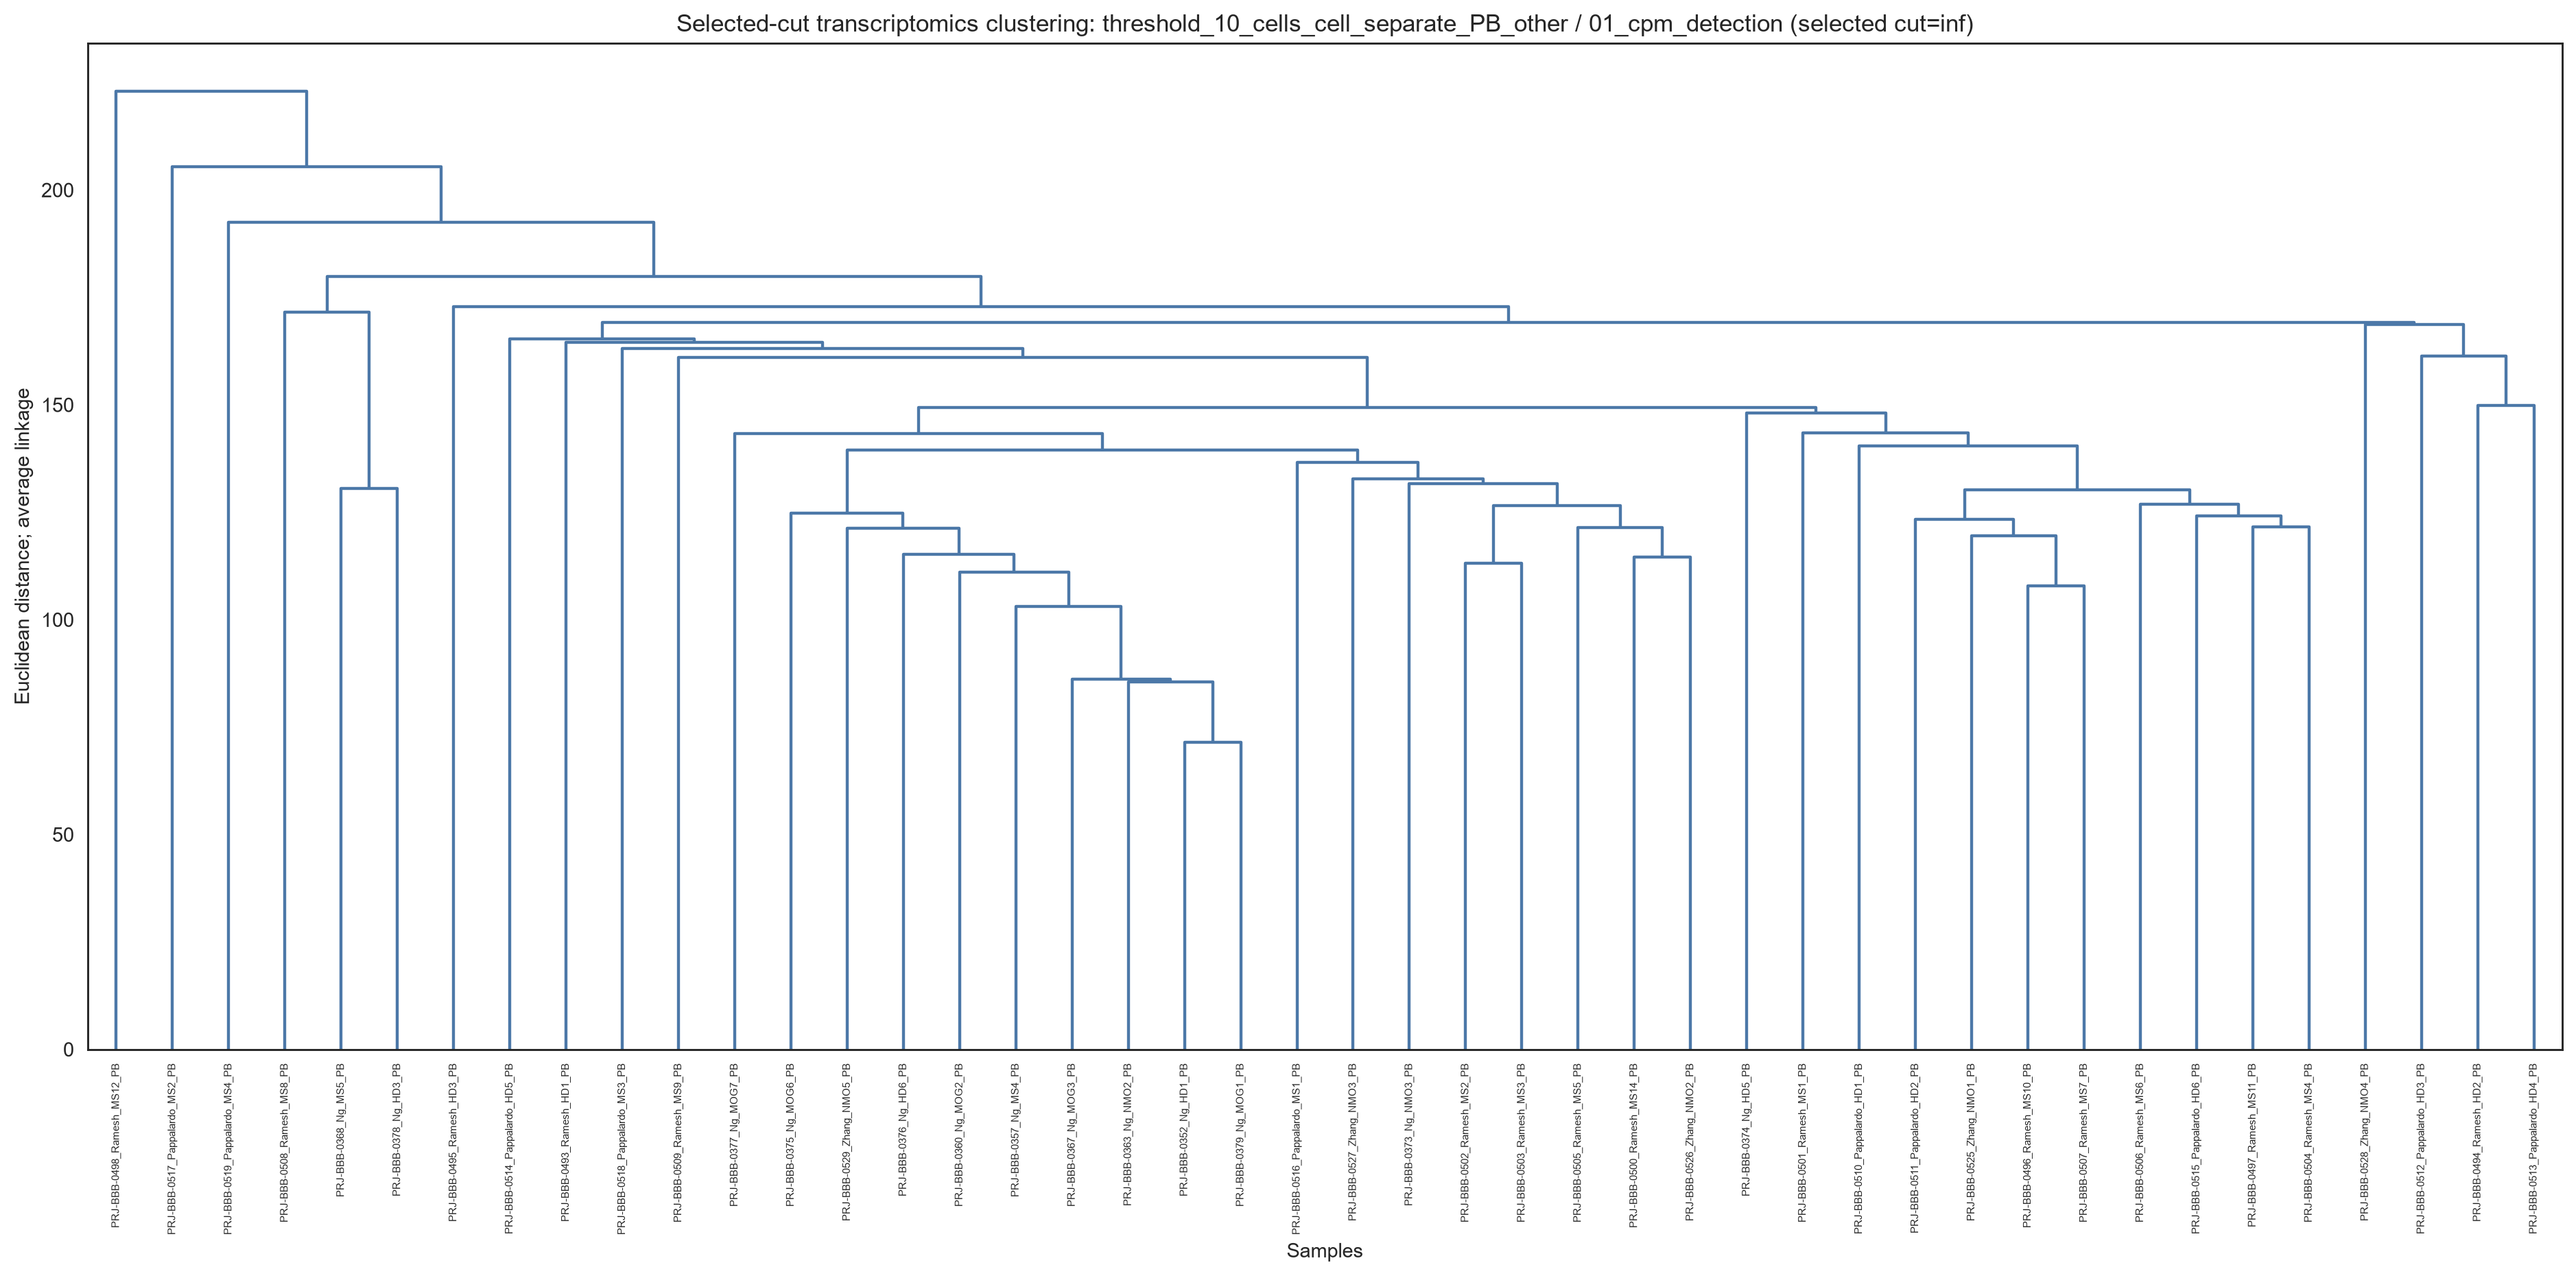 Selected-cut transcriptomics clustering: threshold_10_cells_cell_separate_PB_other / 01_cpm_detection (selected cut=inf)
Euclidean distance; average linkage
200
150
100
50
0
PRJ-BBB-0498_Ramesh_MS12_PB
PRJ-BBB-0517_Pappalardo_MS2_PB
PRJ-BBB-0519_Pappalardo_MS4_PB
PRJ-BBB-0508_Ramesh_MS8_PB
PRJ-BBB-0368_Ng_MS5_PB
PRJ-BBB-0378_Ng_HD3_PB
PRJ-BBB-0495_Ramesh_HD3_PB
PRJ-BBB-0514_Pappalardo_HD5_PB
PRJ-BBB-0493_Ramesh_HD1_PB
PRJ-BBB-0518_Pappalardo_MS3_PB
PRJ-BBB-0509_Ramesh_MS9_PB
PRJ-BBB-0377_Ng_MOG7_PB
PRJ-BBB-0375_Ng_MOG6_PB
PRJ-BBB-0529_Zhang_NMO5_PB
PRJ-BBB-0376_Ng_HD6_PB
PRJ-BBB-0360_Ng_MOG2_PB
PRJ-BBB-0357_Ng_MS4_PB
PRJ-BBB-0367_Ng_MOG3_PB
PRJ-BBB-0363_Ng_NMO2_PB
PRJ-BBB-0352_Ng_HD1_PB
PRJ-BBB-0379_Ng_MOG1_PB
PRJ-BBB-0516_Pappalardo_MS1_PB
PRJ-BBB-0527_Zhang_NMO3_PB
PRJ-BBB-0373_Ng_NMO3_PB
PRJ-BBB-0502_Ramesh_MS2_PB
PRJ-BBB-0503_Ramesh_MS3_PB
PRJ-BBB-0505_Ramesh_MS5_PB
PRJ-BBB-0500_Ramesh_MS14_PB
PRJ-BBB-0526_Zhang_NMO2_PB
PRJ-BBB-0374_Ng_HD5_PB
PRJ-BBB-0501_Ramesh_MS1_PB
PRJ-BBB-0510_Pappalardo_HD1_PB
PRJ-BBB-0511_Pappalardo_HD2_PB
PRJ-BBB-0525_Zhang_NMO1_PB
PRJ-BBB-0496_Ramesh_MS10_PB
PRJ-BBB-0507_Ramesh_MS7_PB
PRJ-BBB-0506_Ramesh_MS6_PB
PRJ-BBB-0515_Pappalardo_HD6_PB
PRJ-BBB-0497_Ramesh_MS11_PB
PRJ-BBB-0504_Ramesh_MS4_PB
PRJ-BBB-0528_Zhang_NMO4_PB
PRJ-BBB-0512_Pappalardo_HD3_PB
PRJ-BBB-0494_Ramesh_HD2_PB
PRJ-BBB-0513_Pappalardo_HD4_PB
Samples